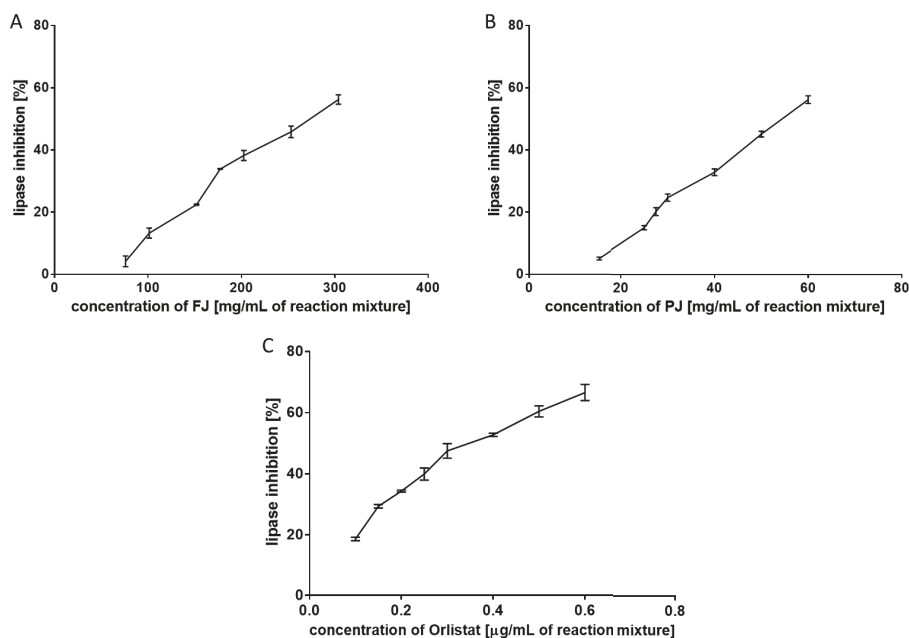 A
80
60
40
20
0
0 100 200 300 400
lipase inhibition [%]
concentration of FJ [mg/mL of reaction mixture]
B
80
60
40
20
0
0 20 40 60 80
lipase inhibition [%]
concentration of PJ [mg/mL of reaction mixture]
C
80
60
40
20
0
0.0 0.2 0.4 0.6 0.8
lipase inhibition [%]
concentration of Orlistat [µg/mL of reaction mixture]